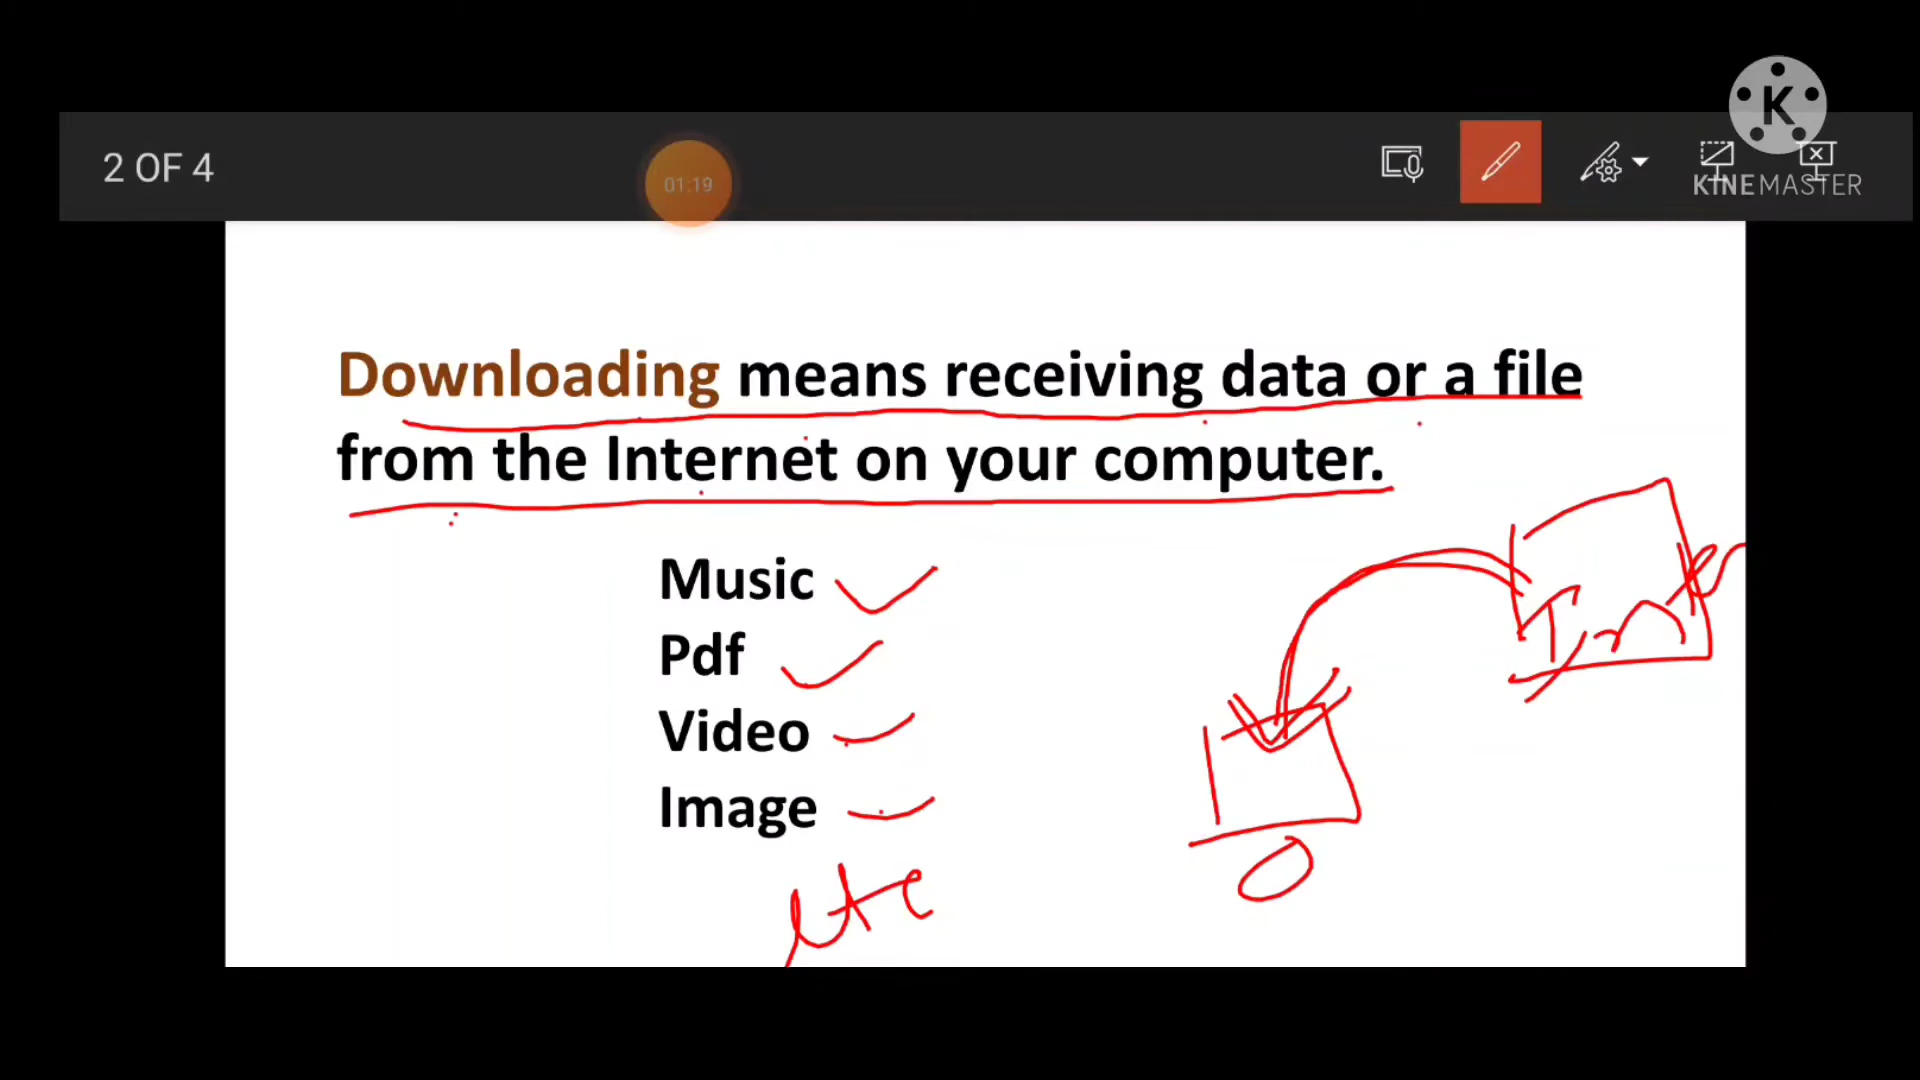 K
2 OF 4
01:19
KINEMASTER
Downloading means receiving data or a file
from the Internet on your computer.
Music
Pdf
Video
Image
etc